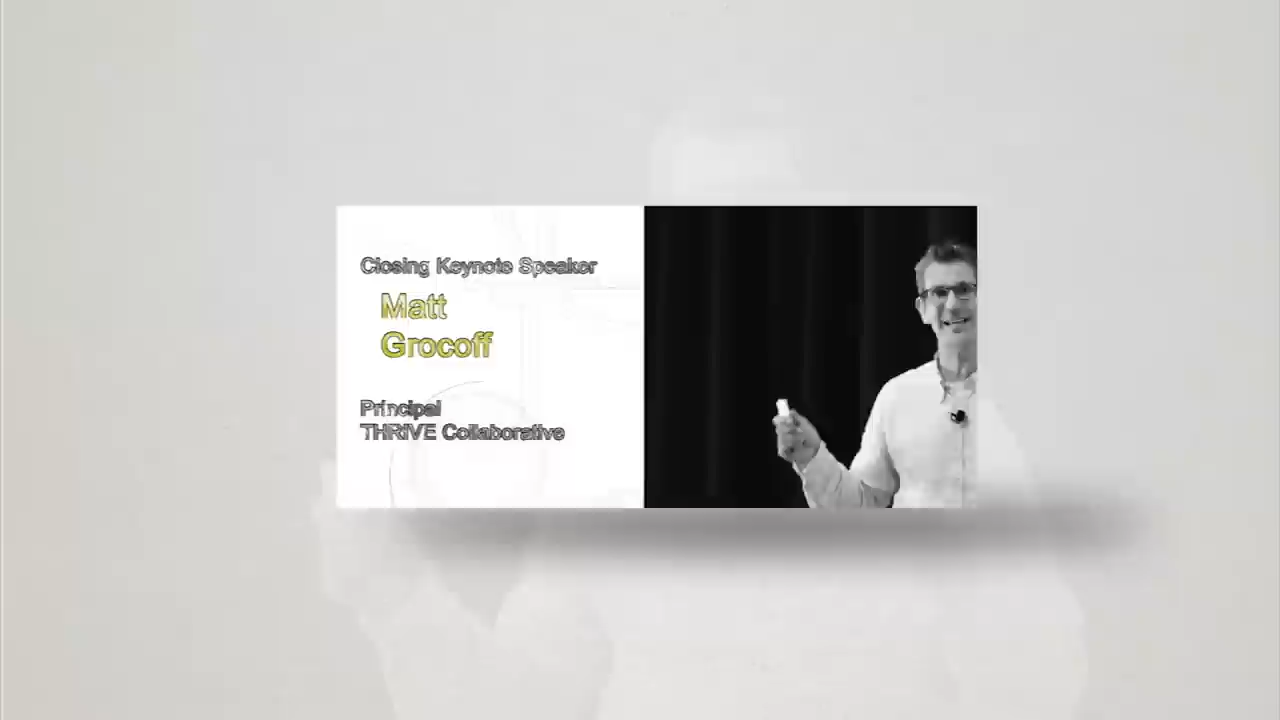 Closing Keynote Speaker
Matt
Grocoff
Principal
THRIVE Collaborative